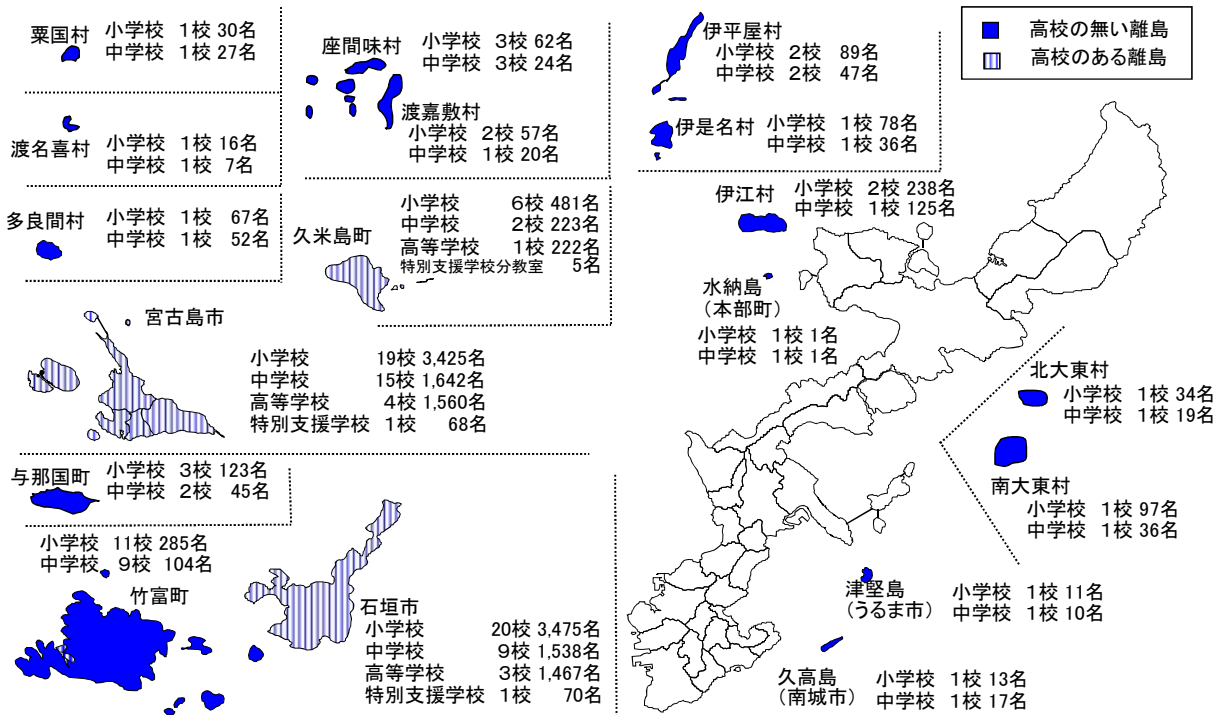 粟国村
小学校 1校 30名
中学校 1校 27名
渡名喜村
小学校 1校 16名
中学校 1校 7名
多良間村
小学校 1校 67名
中学校 1校 52名
座間味村
小学校 3校 62名
中学校 3校 24名
渡嘉敷村
小学校 2校 57名
中学校 1校 20名
久米島町
小学校 6校 481名
中学校 2校 223名
高等学校 1校 222名
特別支援学校分教室 5名
伊平屋村
小学校 2校 89名
中学校 2校 47名
伊是名村
小学校 1校 78名
中学校 1校 36名
高校の無い離島
高校のある離島
伊江村
小学校 2校 238名
中学校 1校 125名
水納島
(本部町)
小学校 1校 1名
中学校 1校 1名
宮古島市
小学校 19校 3,425名
中学校 15校 1,642名
高等学校 4校 1,560名
特別支援学校 1校 68名
北大東村
小学校 1校 34名
中学校 1校 19名
南大東村
小学校 1校 97名
中学校 1校 36名
与那国町
小学校 3校 123名
中学校 2校 45名
小学校 11校 285名
中学校 9校 104名
竹富町
石垣市
小学校 20校 3,475名
中学校 9校 1,538名
高等学校 3校 1,467名
特別支援学校 1校 70名
津堅島
(うるま市)
小学校 1校 11名
中学校 1校 10名
久高島
(南城市)
小学校 1校 13名
中学校 1校 17名